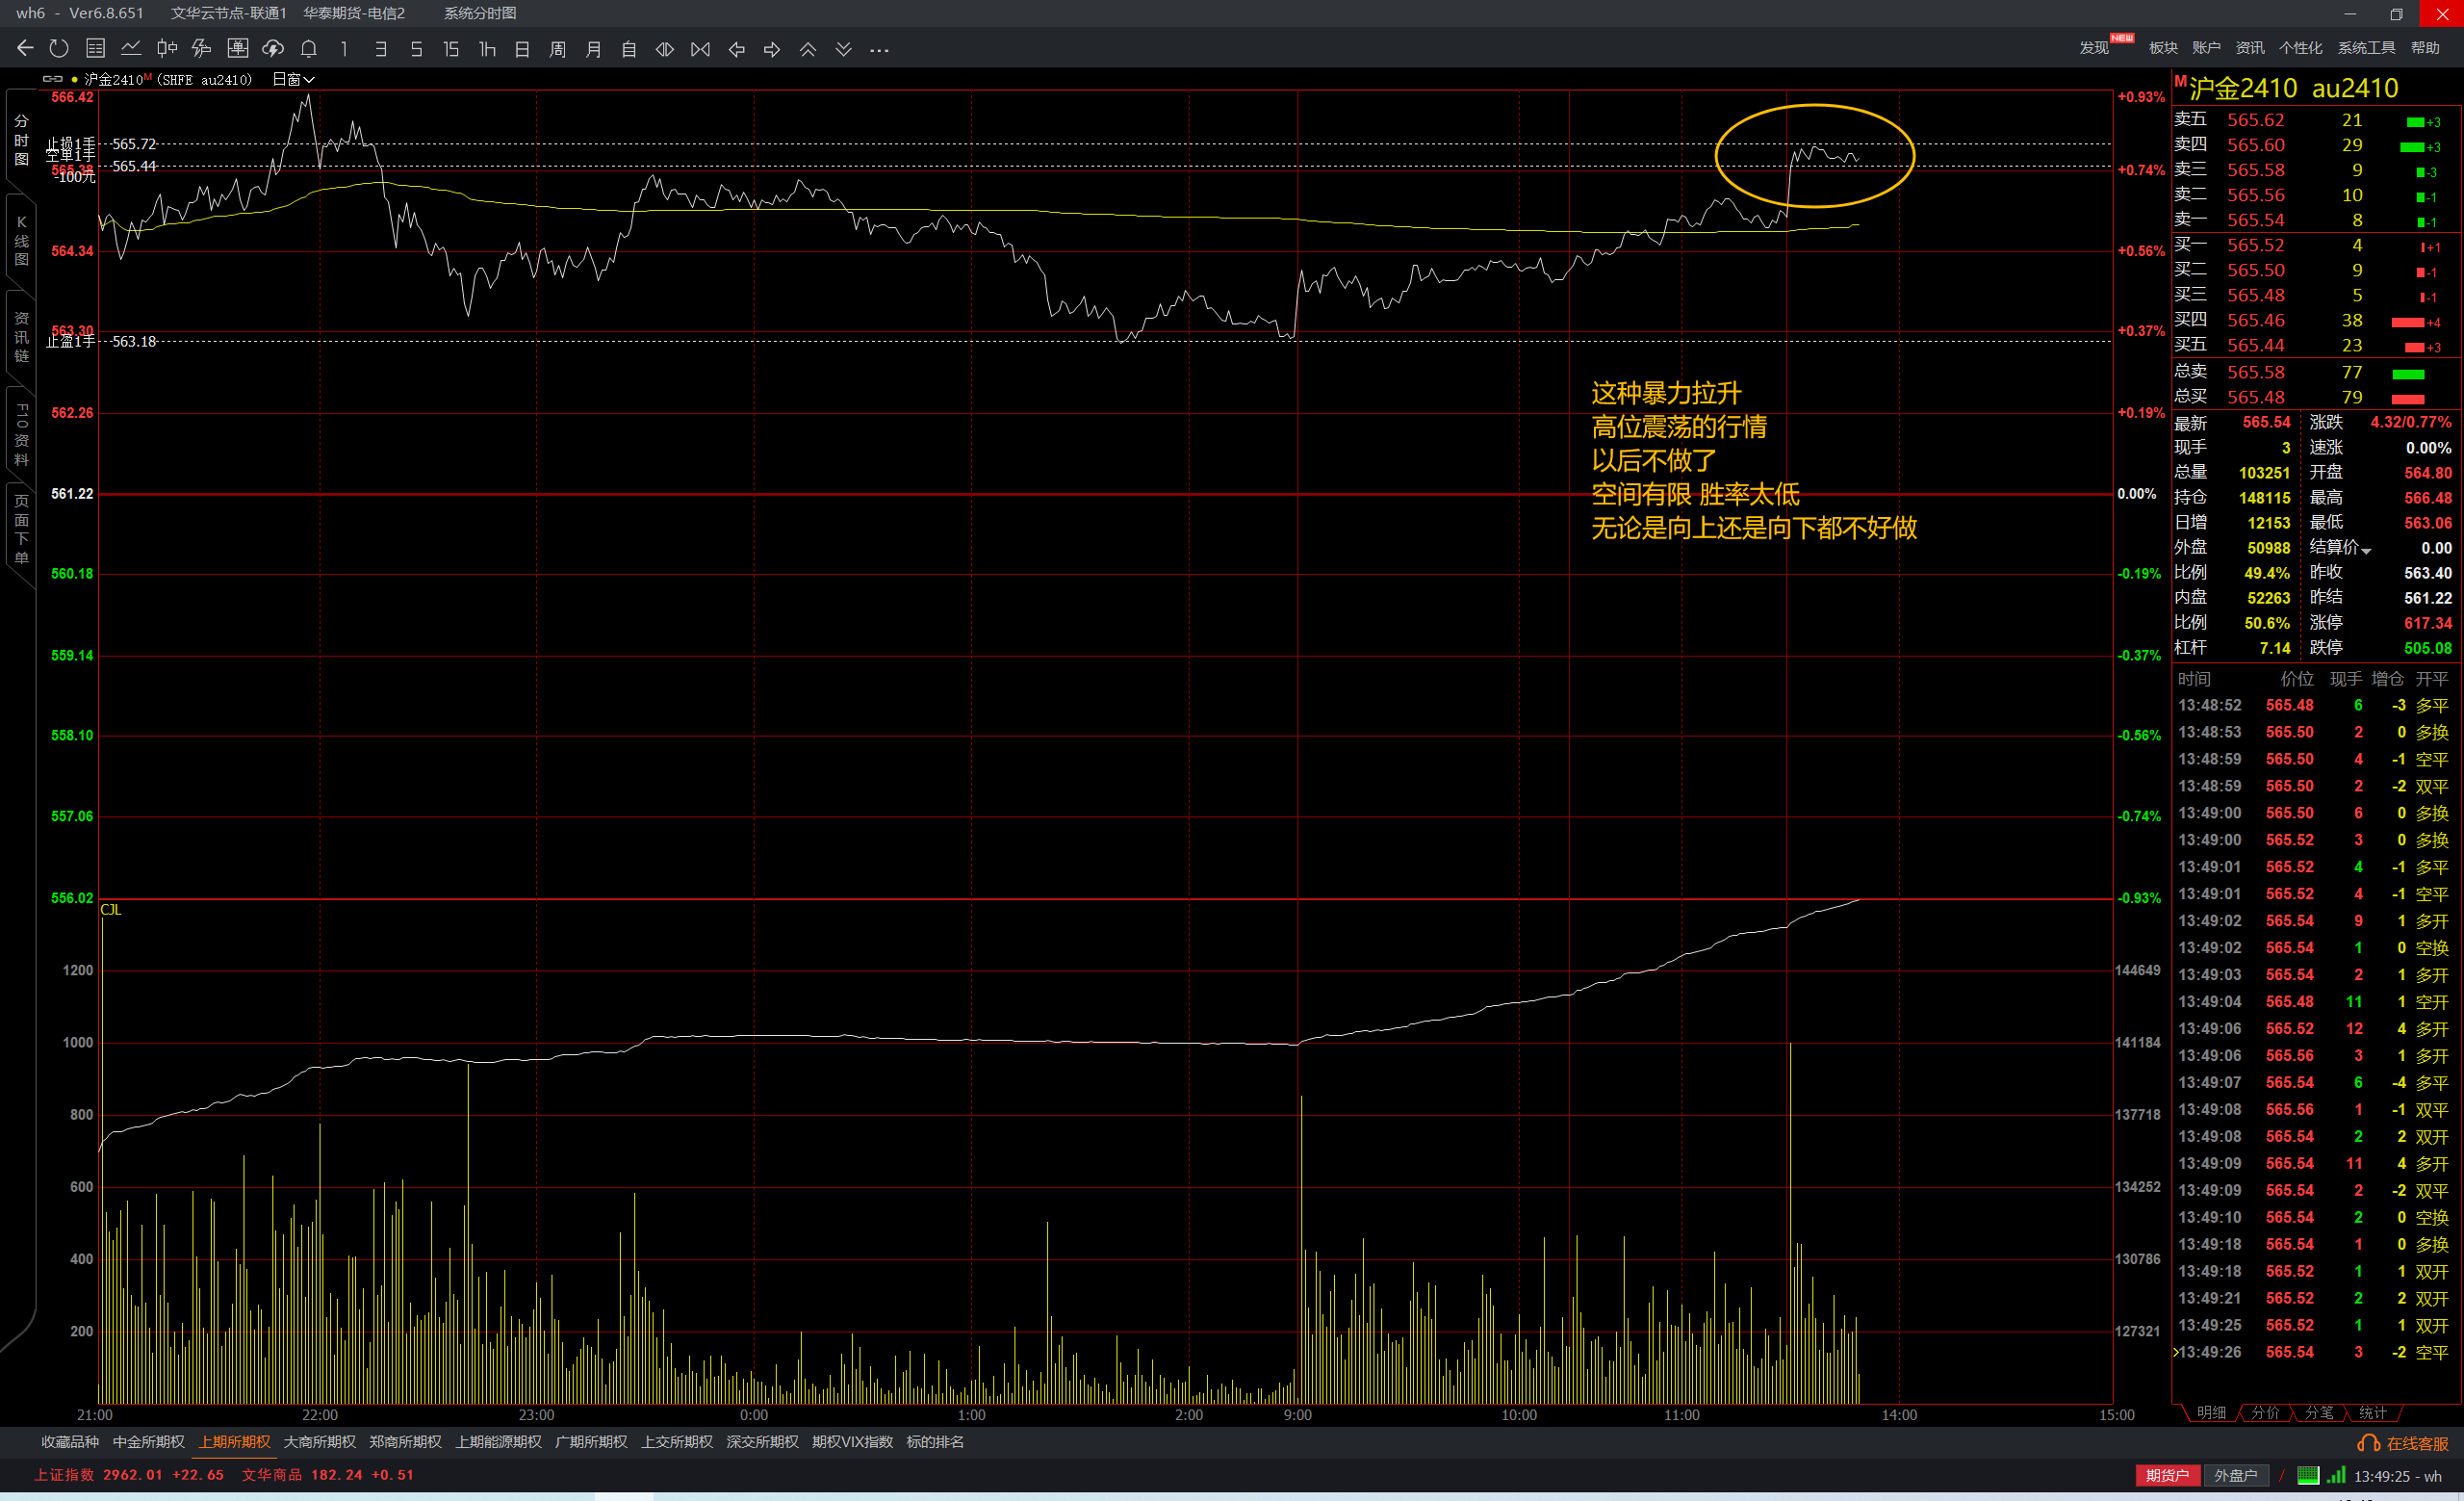 wh6 - Ver6.8.651 文华云节点-联通1 华泰期货-电信2 系统分时图
1 3 5 15 1h 日 周 月 自 ...
发现 NEW 板块 账户 资讯 个性化 系统工具 帮助
沪金2410M (SHFE au2410) 日窗
分时图
K线图
资讯链
F10资料
页面下单
566.42 +0.93%
止损1手 565.72
空单1手 565.44
565.38 +0.74%
-100元
564.34 +0.56%
563.30 +0.37%
止盈1手 563.18
562.26 +0.19%
561.22 0.00%
560.18 -0.19%
559.14 -0.37%
558.10 -0.56%
557.06 -0.74%
556.02 -0.93%
这种暴力拉升
高位震荡的行情
以后不做了
空间有限 胜率太低
无论是向上还是向下都不好做
CJL
1200 144649
1000 141184
800 137718
600 134252
400 130786
200 127321
21:00 22:00 23:00 0:00 1:00 2:00 9:00 10:00 11:00 14:00 15:00
M 沪金2410 au2410
卖五 565.62 21 +3
卖四 565.60 29 +3
卖三 565.58 9 -3
卖二 565.56 10 -1
卖一 565.54 8 -1
买一 565.52 4 +1
买二 565.50 9 -1
买三 565.48 5 -1
买四 565.46 38 +4
买五 565.44 23 +3
总卖 565.58 77
总买 565.48 79
最新 565.54 涨跌 4.32/0.77%
现手 3 速涨 0.00%
总量 103251 开盘 564.80
持仓 148115 最高 566.48
日增 12153 最低 563.06
外盘 50988 结算价 0.00
比例 49.4% 昨收 563.40
内盘 52263 昨结 561.22
比例 50.6% 涨停 617.34
杠杆 7.14 跌停 505.08
时间 价位 现手 增仓 开平
13:48:52 565.48 6 -3 多平
13:48:53 565.50 2 0 多换
13:48:59 565.50 4 -1 空平
13:48:59 565.50 2 -2 双平
13:49:00 565.50 6 0 多换
13:49:00 565.52 3 0 多换
13:49:01 565.52 4 -1 多平
13:49:01 565.52 4 -1 空平
13:49:02 565.54 9 1 多开
13:49:02 565.54 1 0 空换
13:49:03 565.54 2 1 多开
13:49:04 565.48 11 1 空开
13:49:06 565.52 12 4 多开
13:49:06 565.56 3 1 多开
13:49:07 565.54 6 -4 多平
13:49:08 565.56 1 -1 双平
13:49:08 565.54 2 2 双开
13:49:09 565.54 11 4 多开
13:49:09 565.54 2 -2 双平
13:49:10 565.54 2 0 空换
13:49:18 565.54 1 0 多换
13:49:18 565.52 1 1 双开
13:49:21 565.52 2 2 双开
13:49:25 565.52 1 1 双开
13:49:26 565.54 3 -2 空平
明细 分价 分笔 统计
收藏品种 中金所期权 上期所期权 大商所期权 郑商所期权 上期能源期权 广期所期权 上交所期权 深交所期权 期权VIX指数 标的排名
在线客服
上证指数 2962.01 +22.65 文华商品 182.24 +0.51
期货户 外盘户 / 13:49:25 - wh